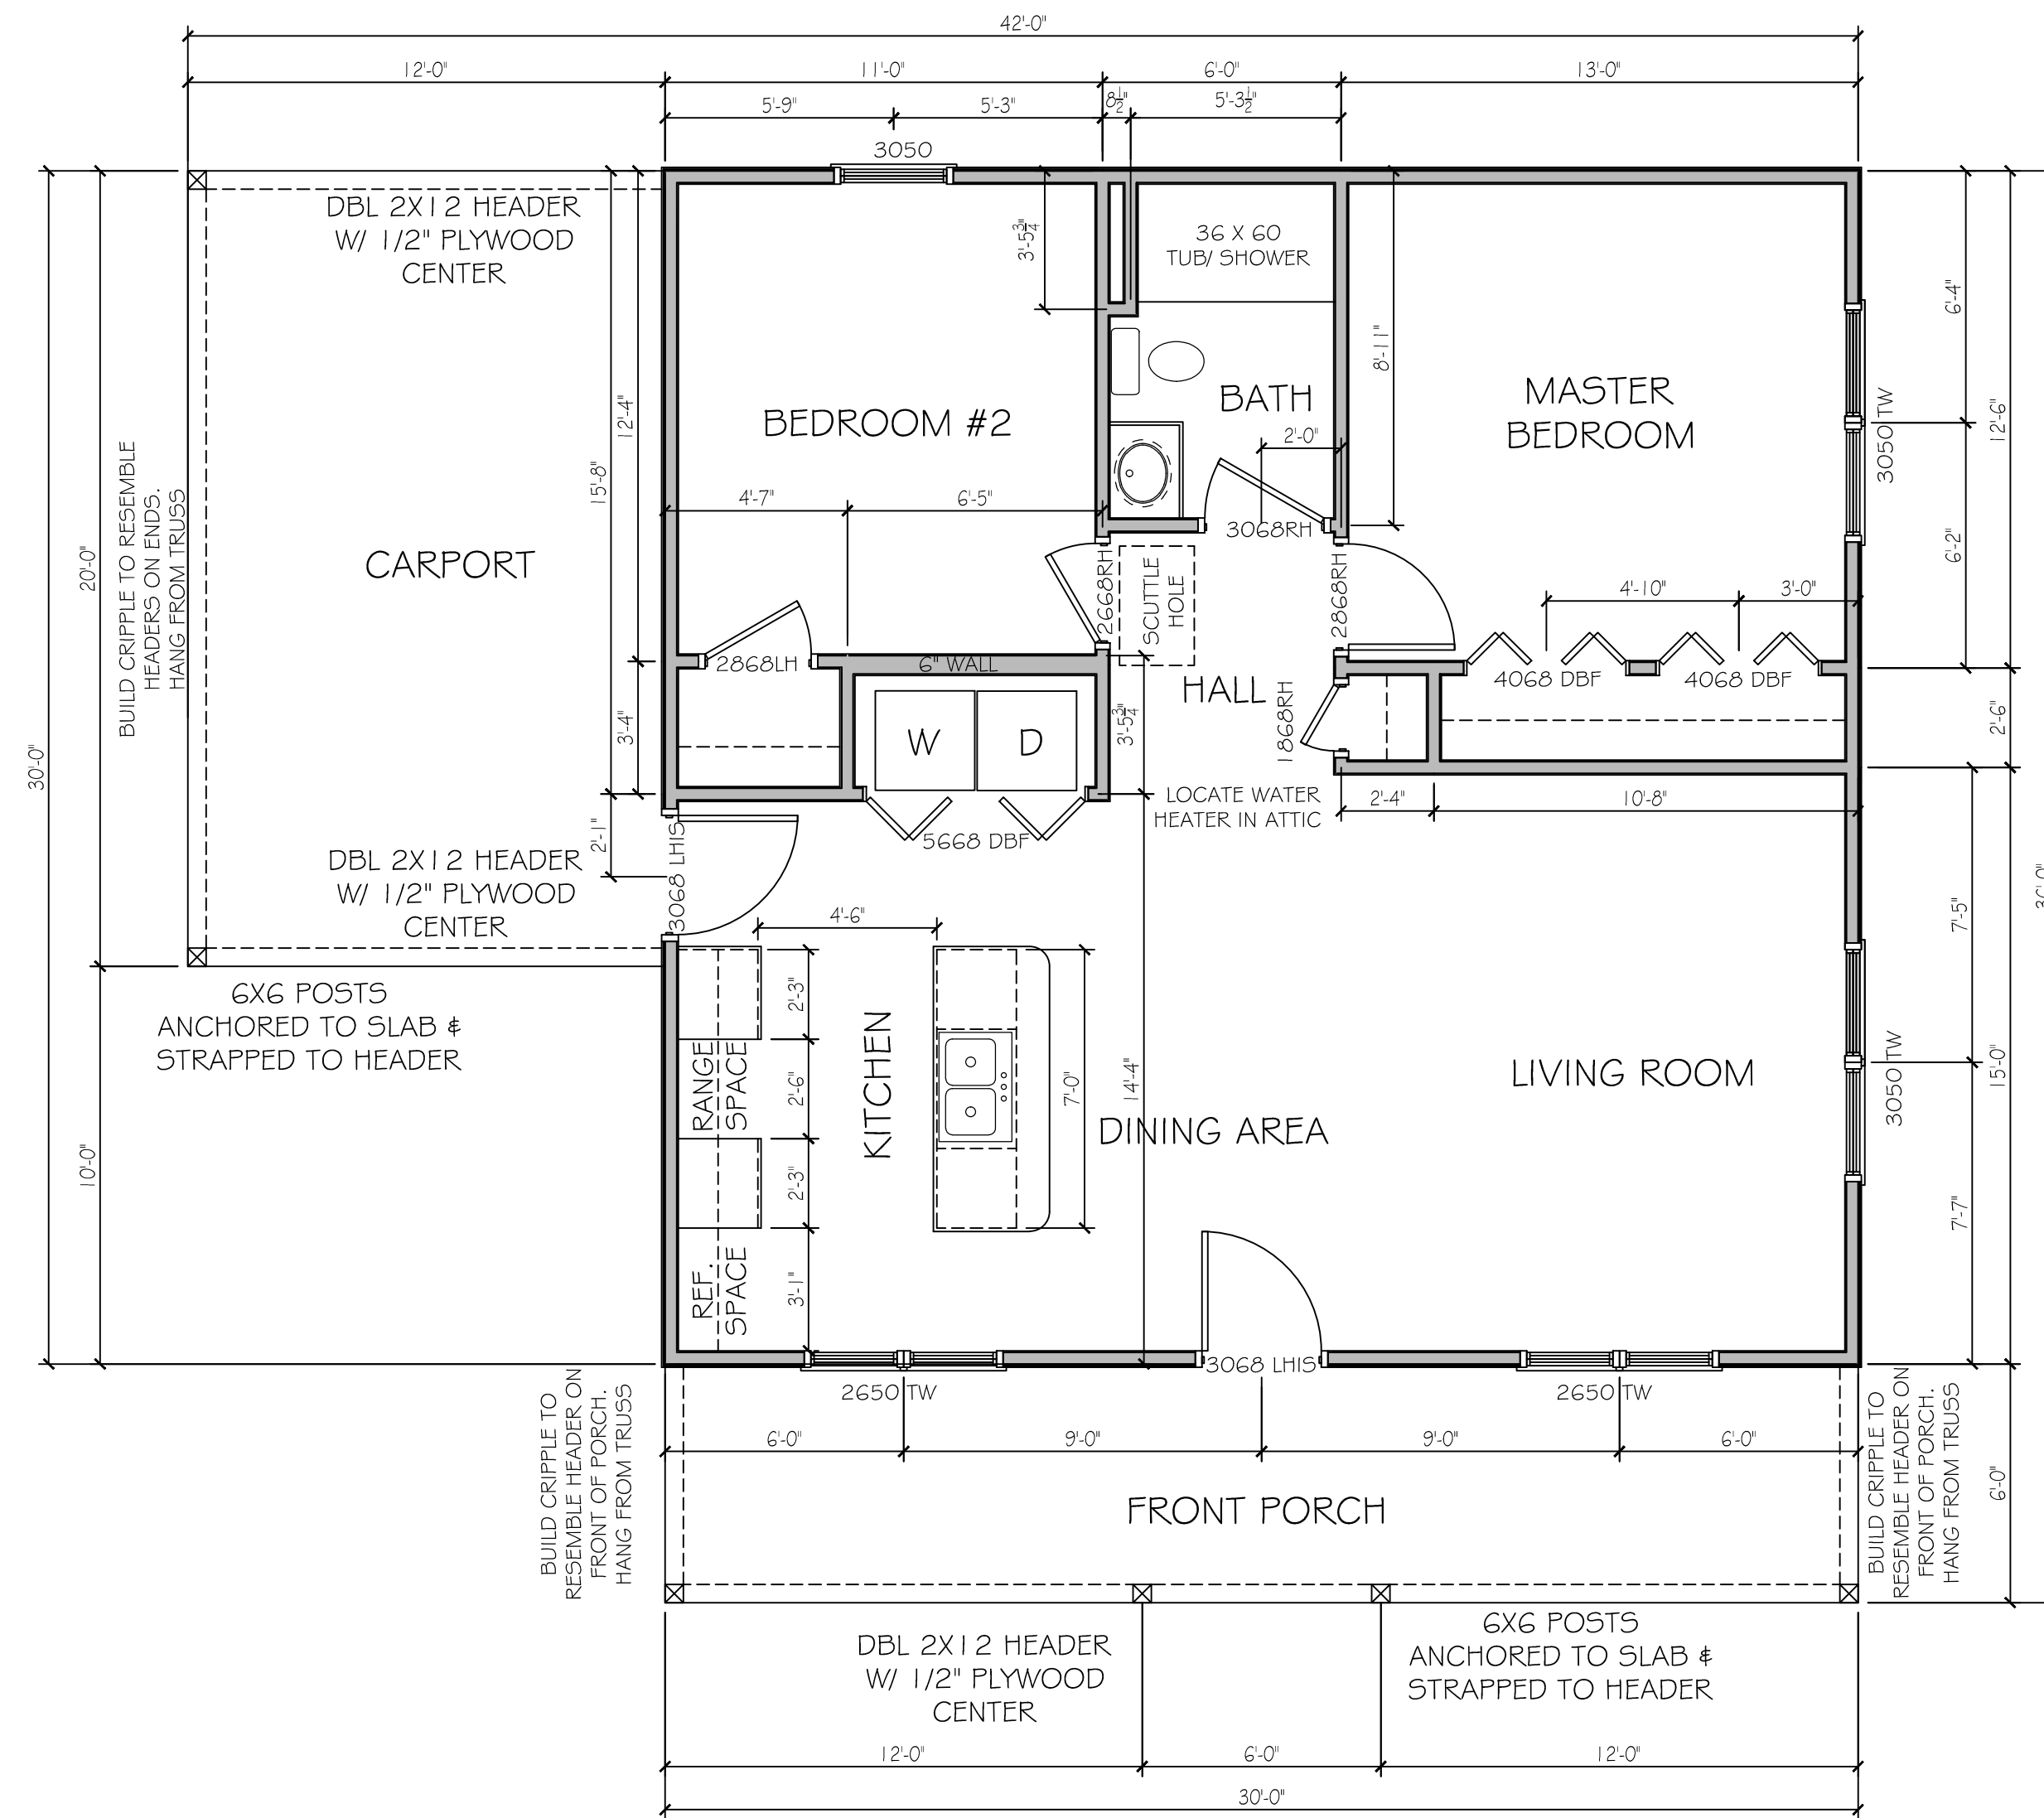 42'-0"
12'-0"
11'-0"
6'-0"
13'-0"
5'-9"
5'-3"
8½"
5'-3½"
3050
DBL 2X12 HEADER
W/ 1/2" PLYWOOD
CENTER
3'-5¾"
36 X 60
TUB/ SHOWER
8'-11"
6'-4"
12'-6"
12'-4"
15'-8"
BEDROOM #2
BATH
2'-0"
MASTER
BEDROOM
3050 TW
BUILD CRIPPLE TO RESEMBLE
HEADERS ON ENDS.
HANG FROM TRUSS
20'-0"
30'-0"
CARPORT
4'-7"
6'-5"
3068RH
2668RH
SCUTTLE
HOLE
2868RH
6'-2"
4'-10"
3'-0"
2868LH
6" WALL
4068 DBF
4068 DBF
HALL
1868RH
3'-4"
W
D
3'-5¾"
2'-6"
LOCATE WATER
HEATER IN ATTIC
2'-4"
10'-8"
2'-1"
3068 LHIS
5668 DBF
DBL 2X12 HEADER
W/ 1/2" PLYWOOD
CENTER
4'-6"
7'-5"
6X6 POSTS
ANCHORED TO SLAB &
STRAPPED TO HEADER
2'-3"
RANGE
SPACE
2'-6"
KITCHEN
7'-0"
14'-4"
DINING AREA
LIVING ROOM
3050 TW
15'-0"
10'-0"
2'-3"
7'-7"
REF.
SPACE
3'-1"
3068 LHIS
2650 TW
2650 TW
BUILD CRIPPLE TO
RESEMBLE HEADER ON
FRONT OF PORCH.
HANG FROM TRUSS
6'-0"
9'-0"
9'-0"
6'-0"
BUILD CRIPPLE TO
RESEMBLE HEADER ON
FRONT OF PORCH.
HANG FROM TRUSS
6'-0"
FRONT PORCH
DBL 2X12 HEADER
W/ 1/2" PLYWOOD
CENTER
6X6 POSTS
ANCHORED TO SLAB &
STRAPPED TO HEADER
12'-0"
6'-0"
12'-0"
30'-0"